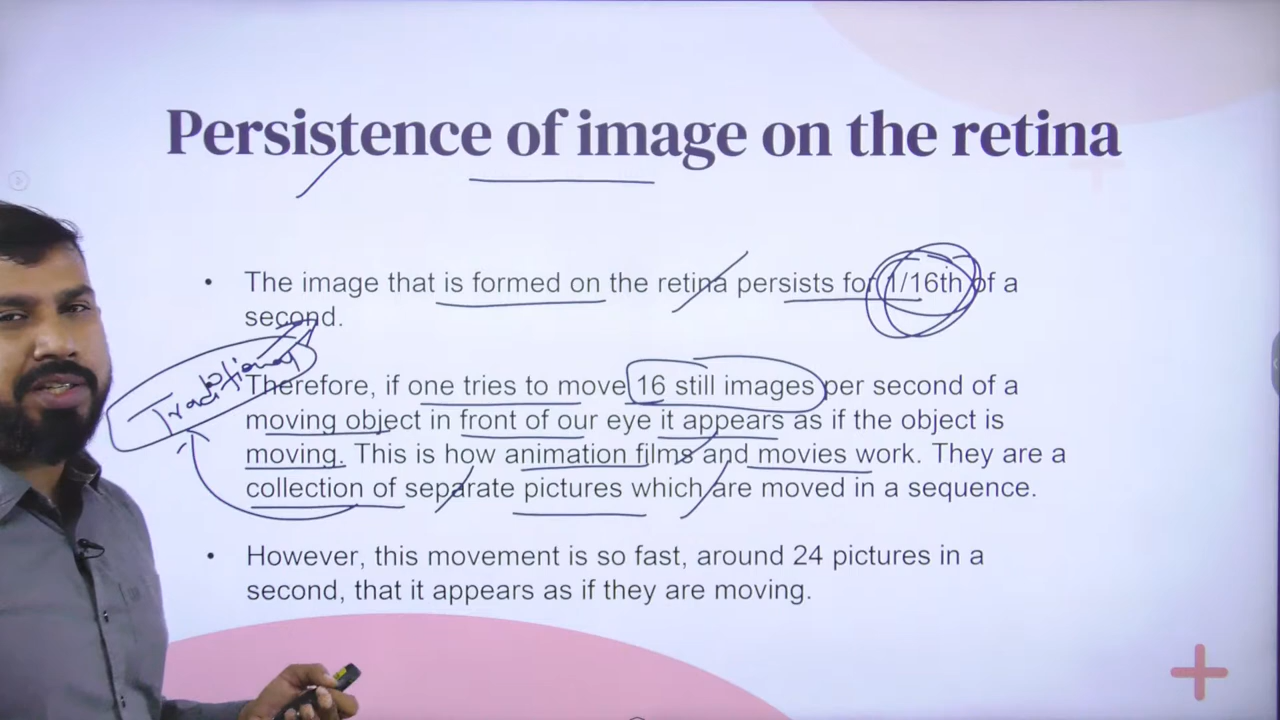 Persistence of image on the retina
• The image that is formed on the retina persists for 1/16th of a
second.
Traditional
Therefore, if one tries to move 16 still images per second of a
moving object in front of our eye it appears as if the object is
moving. This is how animation films and movies work. They are a
collection of separate pictures which are moved in a sequence.
• However, this movement is so fast, around 24 pictures in a
second, that it appears as if they are moving.